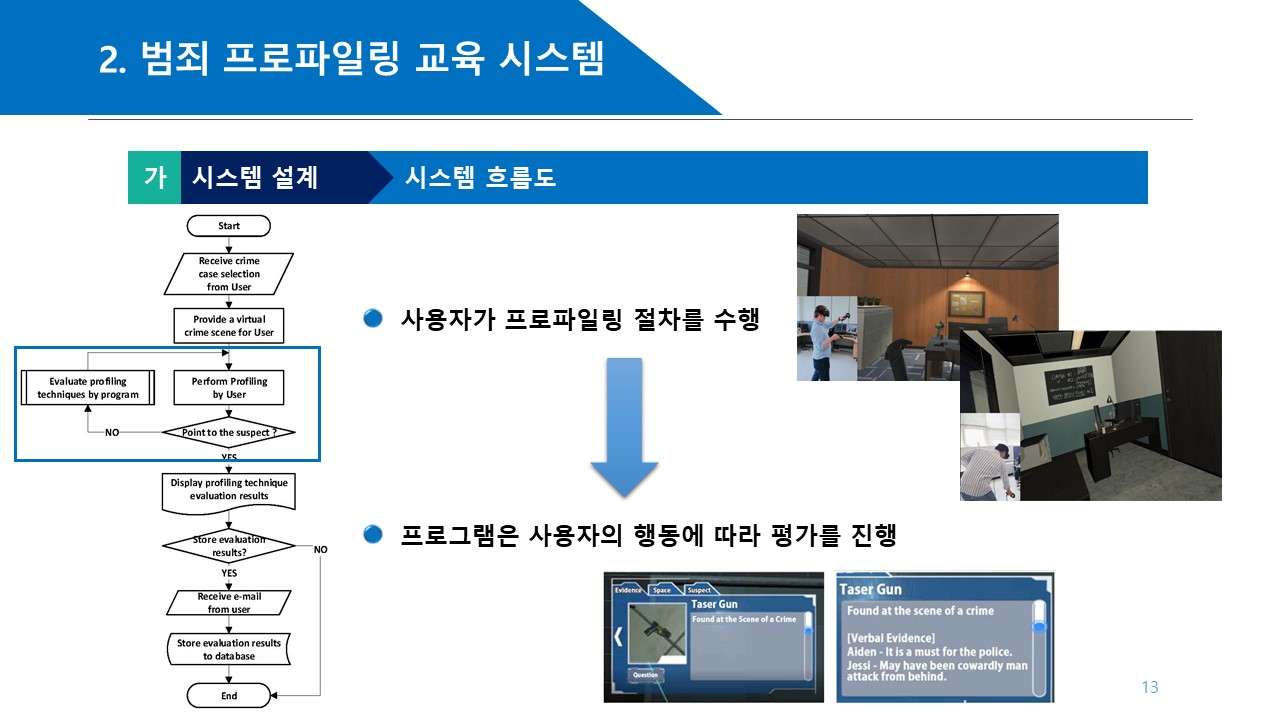 2. 범죄 프로파일링 교육 시스템
가
시스템 설계
시스템 흐름도
Start
Receive crime
case selection
from User
Provide a virtual
crime scene for User
Evaluate profiling
techniques by program
Perform Profiling
by User
NO
Point to the suspect ?
YES
Display profiling technique
evaluation results
Store evaluation
results?
NO
YES
Receive e-mail
from user
Store evaluation results
to database
End
사용자가 프로파일링 절차를 수행
프로그램은 사용자의 행동에 따라 평가를 진행
Evidence
Space
Suspect
Taser Gun
Found at the Scene of a Crime
Question
Taser Gun
Found at the scene of a crime
[Verbal Evidence]
Aiden - It is a must for the police.
Jessi - May have been cowardly man
attack from behind.
13